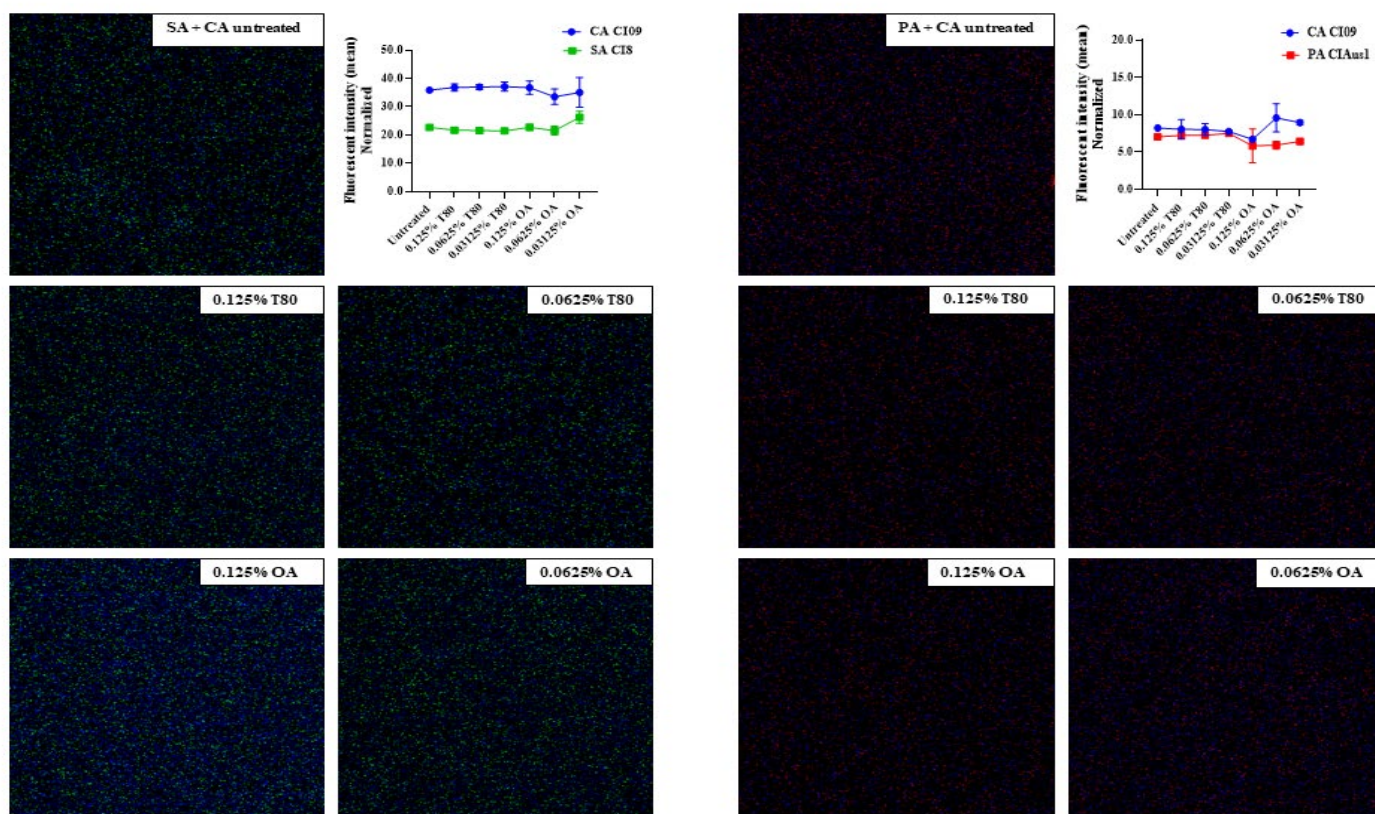 SA + CA untreated
Fluorescent intensity (mean)
Normalized
50.0
40.0
30.0
20.0
10.0
0.0
CA CI09
SA CI8
Untreated
0.125% T80
0.0625% T80
0.03125% T80
0.125% OA
0.0625% OA
0.03125% OA
PA + CA untreated
Fluorescent intensity (mean)
Normalized
20.0
15.0
10.0
5.0
0.0
CA CI09
PA CIAus1
Untreated
0.125% T80
0.0625% T80
0.03125% T80
0.125% OA
0.0625% OA
0.03125% OA
0.125% T80
0.0625% T80
0.125% T80
0.0625% T80
0.125% OA
0.0625% OA
0.125% OA
0.0625% OA